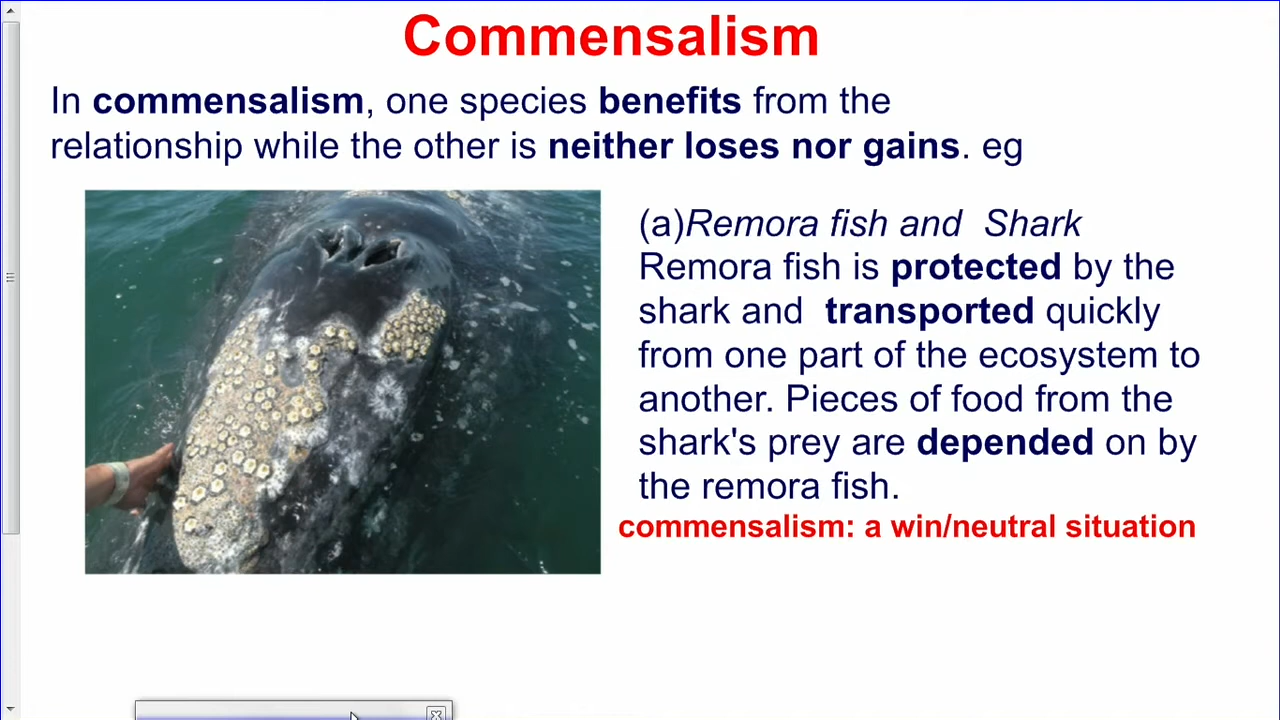 Commensalism
In commensalism, one species benefits from the
relationship while the other is neither loses nor gains. eg
(a)Remora fish and Shark
Remora fish is protected by the
shark and transported quickly
from one part of the ecosystem to
another. Pieces of food from the
shark's prey are depended on by
the remora fish.
commensalism: a win/neutral situation